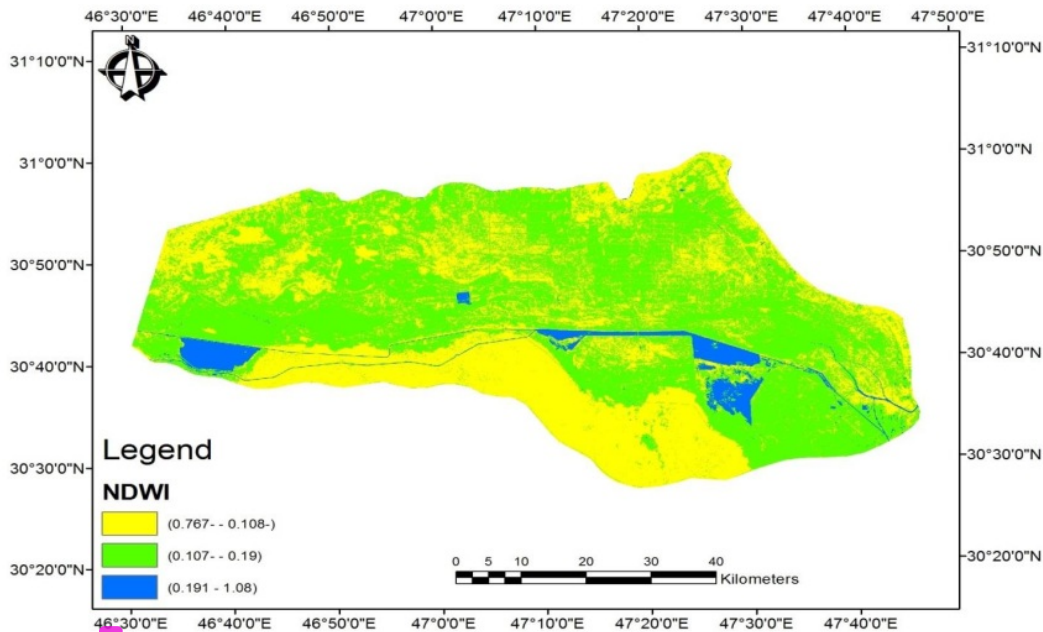 46°30'0"E 46°40'0"E 46°50'0"E 47°0'0"E 47°10'0"E 47°20'0"E 47°30'0"E 47°40'0"E 47°50'0"E
N
31°10'0"N 31°10'0"N
31°0'0"N 31°0'0"N
30°50'0"N 30°50'0"N
30°40'0"N 30°40'0"N
30°30'0"N 30°30'0"N
30°20'0"N 30°20'0"N
Legend
NDWI
(0.767- - 0.108-)
(0.107- - 0.19)
(0.191 - 1.08)
0 5 10 20 30 40
Kilometers
46°30'0"E 46°40'0"E 46°50'0"E 47°0'0"E 47°10'0"E 47°20'0"E 47°30'0"E 47°40'0"E